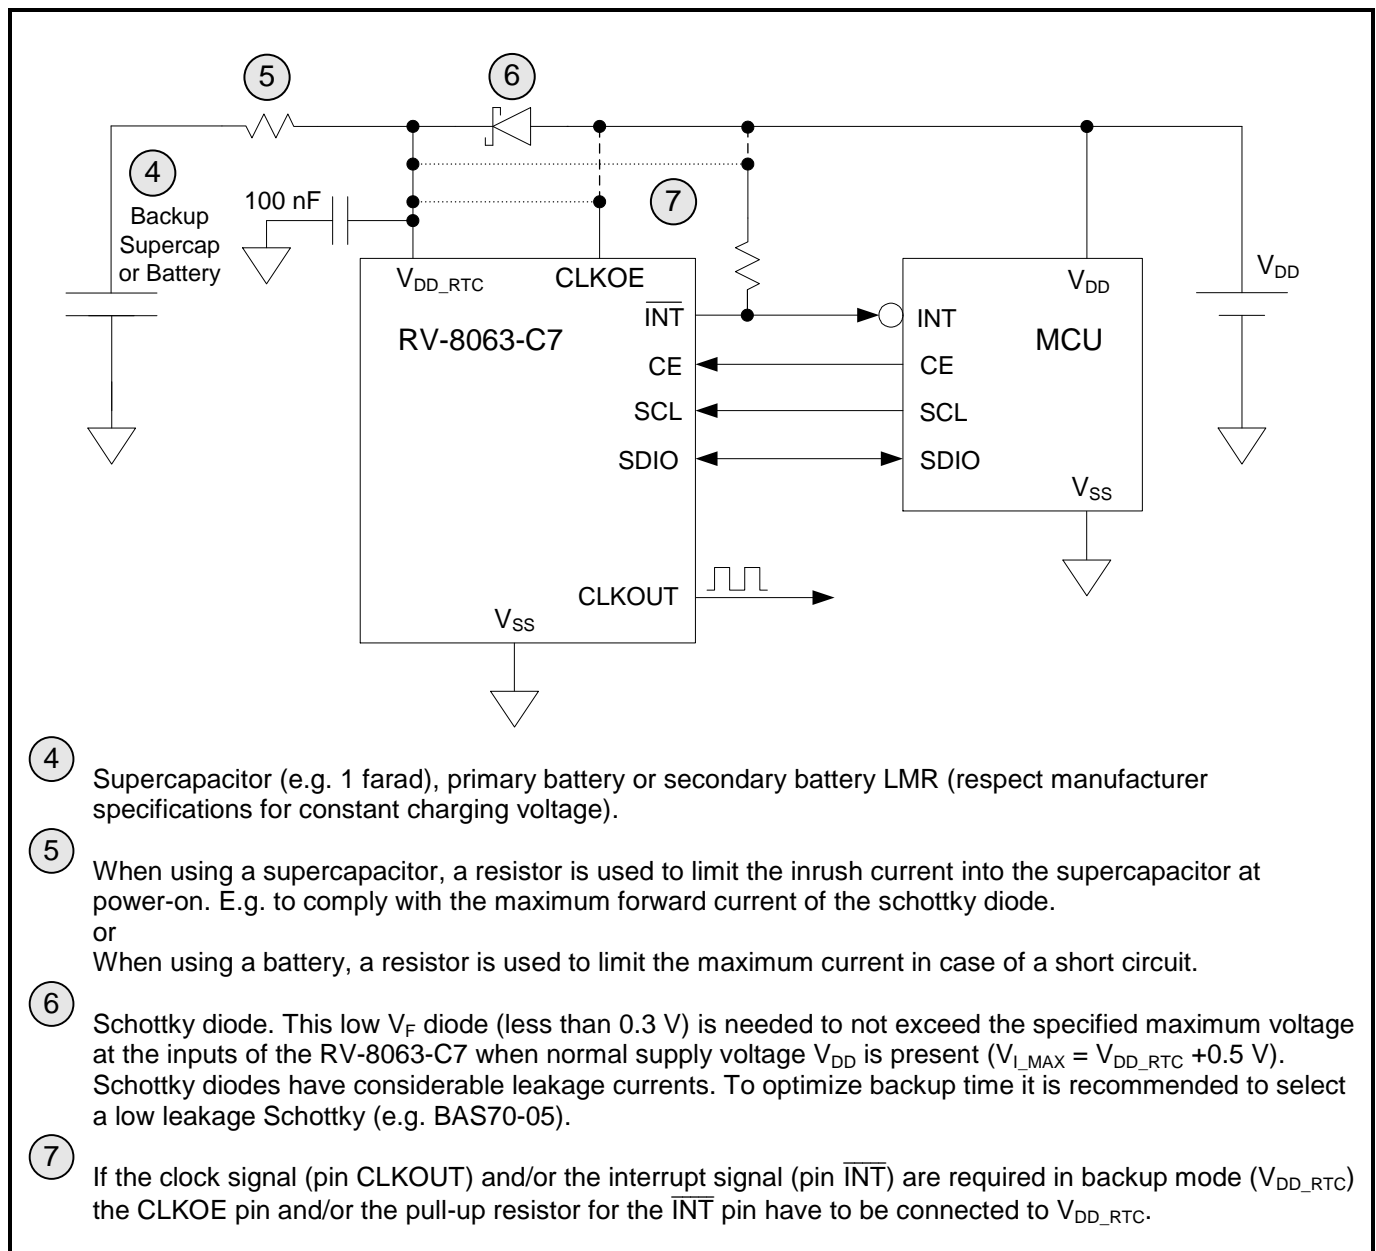 5
6
4
Backup
Supercap
or Battery
100 nF
7
V_DD_RTC
CLKOE
V_DD
V_DD
INT
INT
RV-8063-C7
MCU
CE
CE
SCL
SCL
SDIO
SDIO
V_SS
CLKOUT
V_SS
4
Supercapacitor (e.g. 1 farad), primary battery or secondary battery LMR (respect manufacturer
specifications for constant charging voltage).
5
When using a supercapacitor, a resistor is used to limit the inrush current into the supercapacitor at
power-on. E.g. to comply with the maximum forward current of the schottky diode.
or
When using a battery, a resistor is used to limit the maximum current in case of a short circuit.
6
Schottky diode. This low V_F diode (less than 0.3 V) is needed to not exceed the specified maximum voltage
at the inputs of the RV-8063-C7 when normal supply voltage V_DD is present (V_I_MAX = V_DD_RTC +0.5 V).
Schottky diodes have considerable leakage currents. To optimize backup time it is recommended to select
a low leakage Schottky (e.g. BAS70-05).
7
If the clock signal (pin CLKOUT) and/or the interrupt signal (pin INT) are required in backup mode (V_DD_RTC)
the CLKOE pin and/or the pull-up resistor for the INT pin have to be connected to V_DD_RTC.